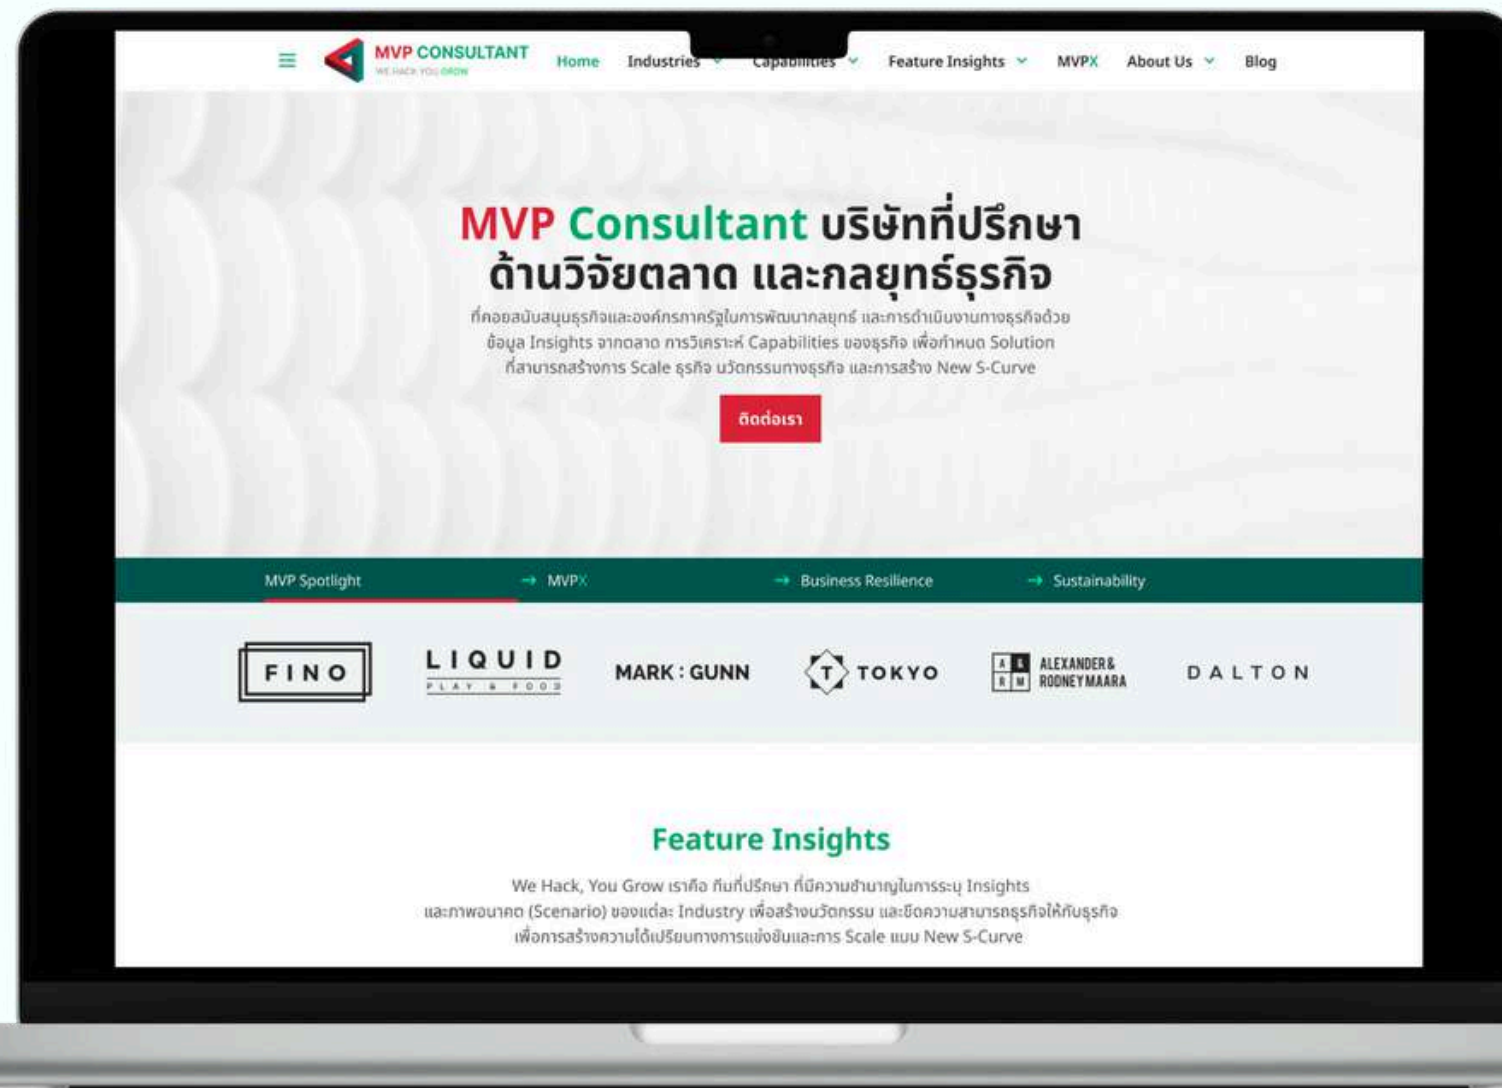 MVP CONSULTANT
WE HACK YOU GROW
Home Industries Capabilities Feature Insights MVPX About Us Blog
MVP Consultant บริษัทที่ปรึกษา
ด้านวิจัยตลาด และกลยุทธ์ธุรกิจ
ที่คอยสนับสนุนธุรกิจและองค์กรภาครัฐในการพัฒนากลยุทธ์ และการดำเนินงานทางธุรกิจด้วย
ข้อมูล Insights จากตลาด การวิเคราะห์ Capabilities ของธุรกิจ เพื่อกำหนด Solution
ที่สามารถสร้างการ Scale ธุรกิจ นวัตกรรมทางธุรกิจ และการสร้าง New S-Curve
ติดต่อเรา
MVP Spotlight → MVPX → Business Resilience → Sustainability
FINO
LIQUID
PLAY & FOOD
MARK : GUNN
T TOKYO
A & R M
ALEXANDER &
RODNEY MAARA
DALTON
Feature Insights
We Hack, You Grow เราคือ ทีมที่ปรึกษา ที่มีความชำนาญในการระบุ Insights
และภาพอนาคต (Scenario) ของแต่ละ Industry เพื่อสร้างนวัตกรรม และขีดความสามารถธุรกิจให้กับธุรกิจ
เพื่อการสร้างความได้เปรียบทางการแข่งขันและการ Scale แบบ New S-Curve